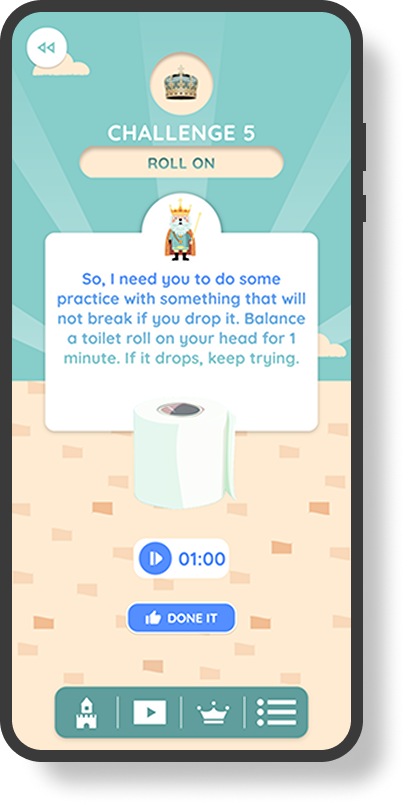 CHALLENGE 5
ROLL ON
So, I need you to do some
practice with something that will
not break if you drop it. Balance
a toilet roll on your head for 1
minute. If it drops, keep trying.
01:00
DONE IT